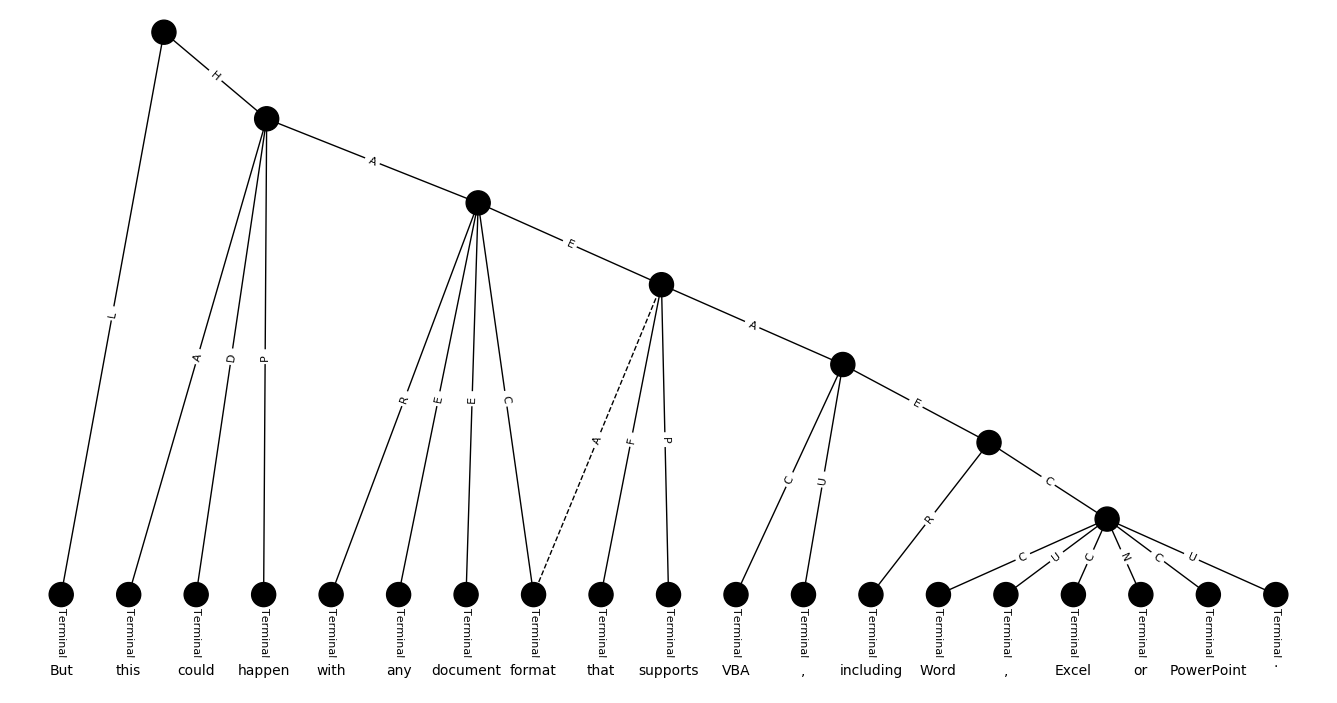 H
A
E
L
A
E
A
D
P
R
E
E
C
A
F
P
C
U
C
R
C
U
C
N
C
U
Terminal Terminal Terminal Terminal Terminal Terminal Terminal Terminal Terminal Terminal Terminal Terminal Terminal Terminal Terminal Terminal Terminal Terminal Terminal
But this could happen with any document format that supports VBA , including Word , Excel or PowerPoint .